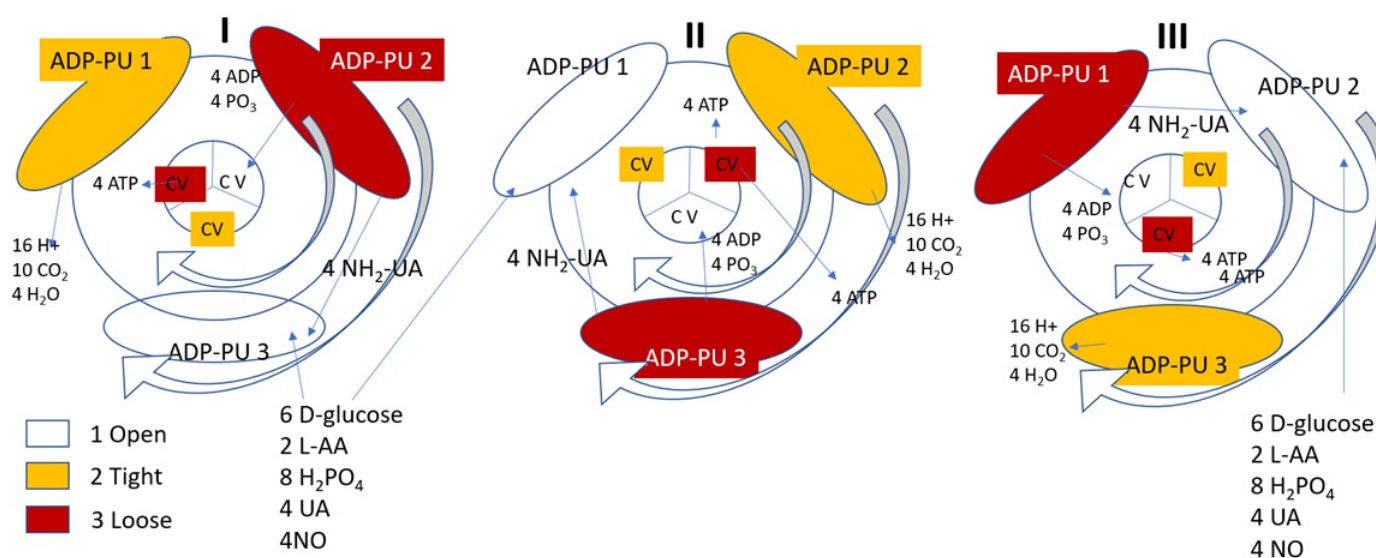 I
ADP-PU 1
ADP-PU 2
4 ADP
4 PO₃
4 ATP
CV
C V
CV
16 H+
10 CO₂
4 H₂O
4 NH₂-UA
ADP-PU 3
6 D-glucose
2 L-AA
8 H₂PO₄
4 UA
4NO
1 Open
2 Tight
3 Loose
II
ADP-PU 1
ADP-PU 2
4 ATP
CV
CV
C V
4 ADP
4 PO₃
4 NH₂-UA
4 ATP
16 H+
10 CO₂
4 H₂O
ADP-PU 3
III
ADP-PU 1
ADP-PU 2
4 NH₂-UA
C V
CV
CV
4 ADP
4 PO₃
4 ATP
4 ATP
16 H+
10 CO₂
4 H₂O
ADP-PU 3
6 D-glucose
2 L-AA
8 H₂PO₄
4 UA
4 NO